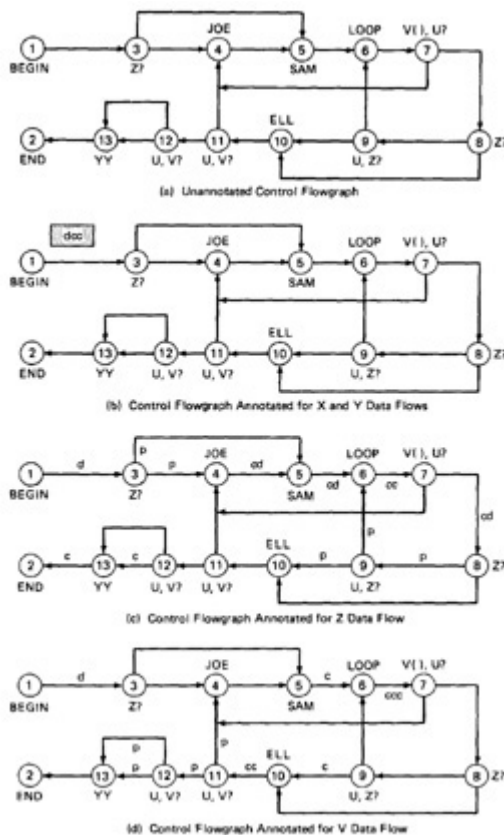 JOE LOOP V( ), U?
1 3 4 5 6 7
BEGIN Z? SAM
ELL
2 13 12 11 10 9 8 Z?
END YY U, V? U, V? U, Z?
(a) Unannotated Control Flowgraph
dcc
JOE LOOP V( ), U?
1 3 4 5 6 7
BEGIN Z? SAM
ELL
2 13 12 11 10 9 8 Z?
END YY U, V? U, V? U, Z?
(b) Control Flowgraph Annotated for X and Y Data Flows
JOE LOOP V( ), U?
d p p cd cd cc
1 3 4 5 6 7
BEGIN Z? SAM
cd
p
ELL
c c p p
2 13 12 11 10 9 8 Z?
END YY U, V? U, V? U, Z?
(c) Control Flowgraph Annotated for Z Data Flow
JOE LOOP V( ), U?
d c ccc
1 3 4 5 6 7
BEGIN Z? SAM
p p ELL
p p cc c
2 13 12 11 10 9 8 Z?
END YY U, V? U, V? U, Z?
(d) Control Flowgraph Annotated for V Data Flow